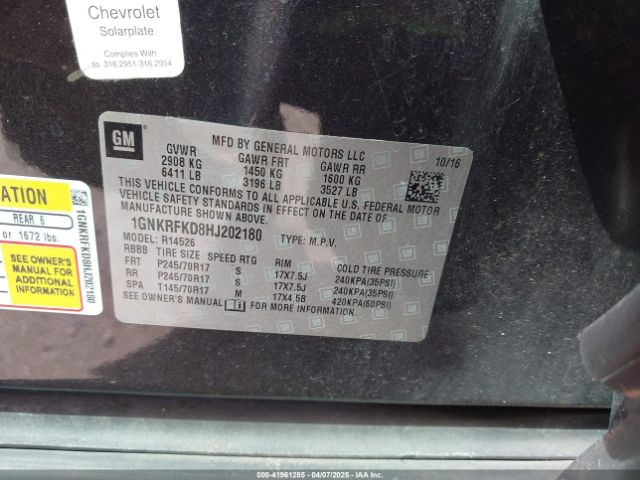 Chevrolet
Solarplate
Complies With
ss 316.2951-316.2954
GM
MFD BY GENERAL MOTORS LLC 10/16
GVWR GAWR FRT GAWR RR
2908 KG 1450 KG 1600 KG
6411 LB 3196 LB 3527 LB
THIS VEHICLE CONFORMS TO ALL APPLICABLE U.S. FEDERAL MOTOR
VEHICLE SAFETY STANDARDS IN EFFECT ON THE DATE OF
MANUFACTURE SHOWN ABOVE.
1GNKRFKD8HJ202180 TYPE: M.P.V.
MODEL: R14526
RBBB TIRE SIZE SPEED RTG RIM COLD TIRE PRESSURE
FRT P245/70R17 S 17X7.5J 240KPA(35PSI)
RR P245/70R17 S 17X7.5J 240KPA(35PSI)
SPA T145/70R17 M 17X4.5B 420KPA(60PSI)
SEE OWNER'S MANUAL FOR MORE INFORMATION.
ATION
REAR 6
or 1672 lbs.
SEE OWNER'S
MANUAL FOR
ADDITIONAL
INFORMATION
1GNKRFKD8HJ202180
000-41961285 - 04/07/2025 - IAAI, Inc.